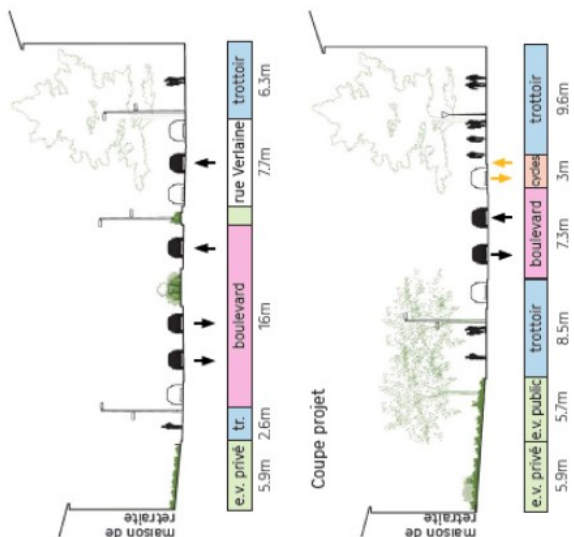 maison de
retraite
e.v. privé
tr.
boulevard
rue Verlaine
trottoir
5.9m
2.6m
16m
7.7m
6.3m
Coupe projet
maison de
retraite
e.v. privé
e.v. public
trottoir
boulevard
cycles
trottoir
5.9m
5.7m
8.5m
7.3m
3m
9.6m